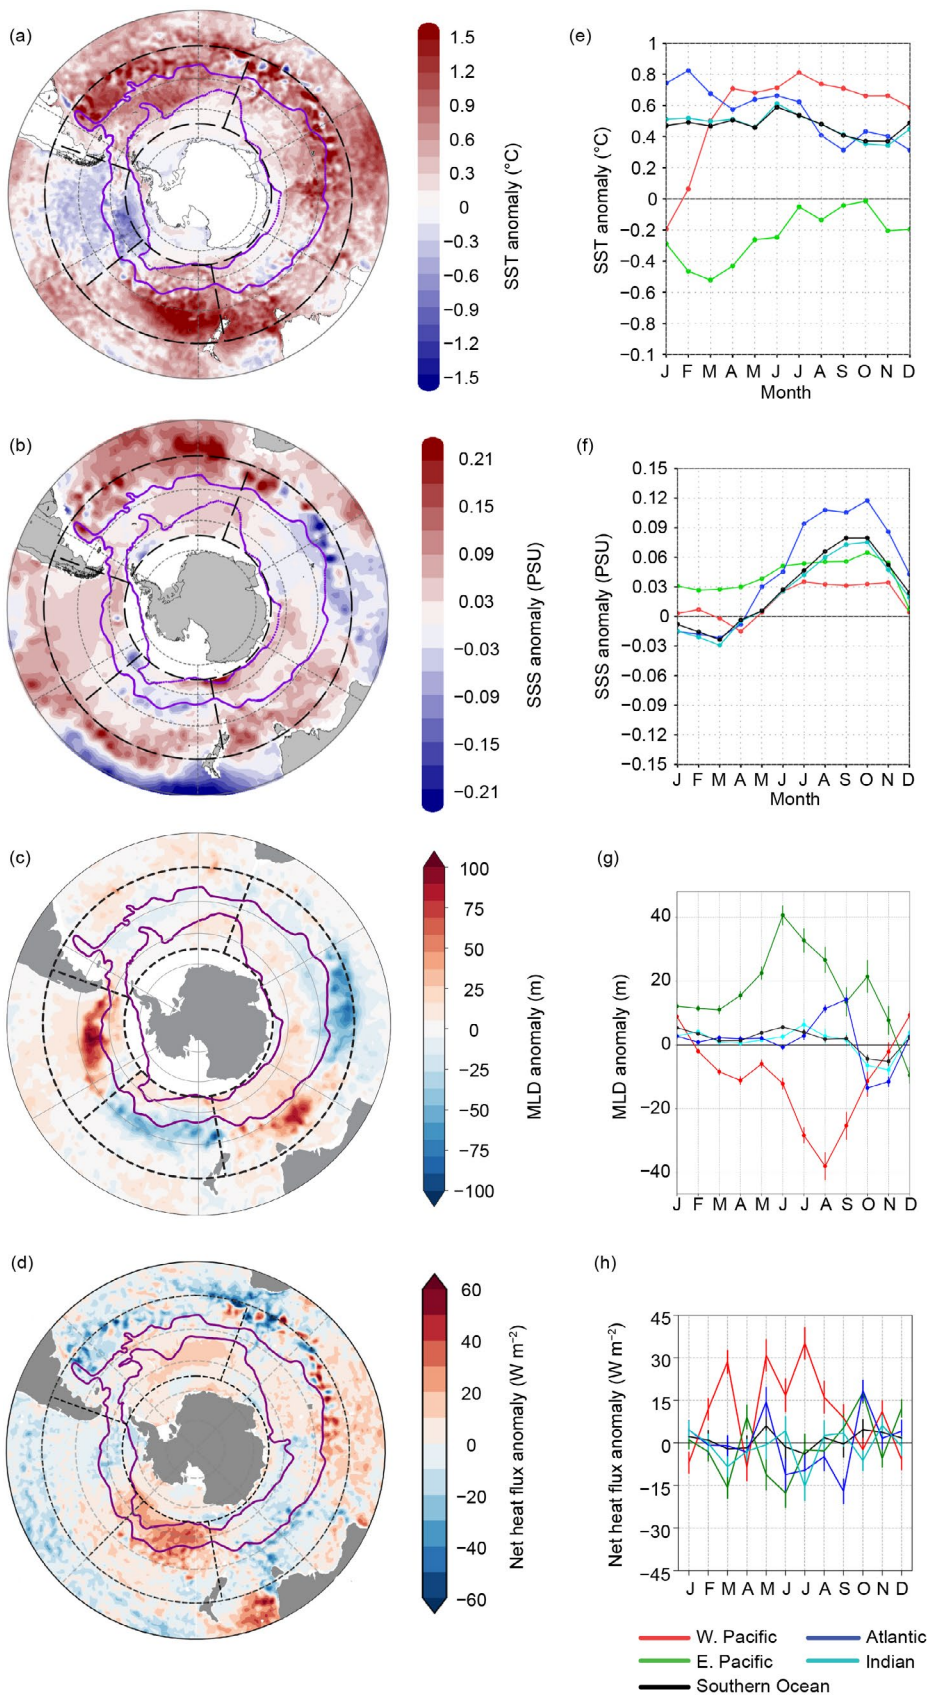 (a)
1.5
1.2
0.9
0.6
0.3
0
−0.3
−0.6
−0.9
−1.2
−1.5
SST anomaly (°C)
(e)
1
0.8
0.6
0.4
0.2
0
−0.2
−0.4
−0.6
−0.8
−0.1
SST anomaly (°C)
J F M A M J J A S O N D
Month
(b)
0.21
0.15
0.09
0.03
−0.03
−0.09
−0.15
−0.21
SSS anomaly (PSU)
(f)
0.15
0.12
0.09
0.06
0.03
0
−0.03
−0.06
−0.09
−0.12
−0.15
SSS anomaly (PSU)
J F M A M J J A S O N D
Month
(c)
100
75
50
25
0
−25
−50
−75
−100
MLD anomaly (m)
(g)
40
20
0
−20
−40
MLD anomaly (m)
J F M A M J J A S O N D
(d)
60
40
20
0
−20
−40
−60
Net heat flux anomaly (W m⁻²)
(h)
45
30
15
0
−15
−30
−45
Net heat flux anomaly (W m⁻²)
J F M A M J J A S O N D
W. Pacific
Atlantic
E. Pacific
Indian
Southern Ocean